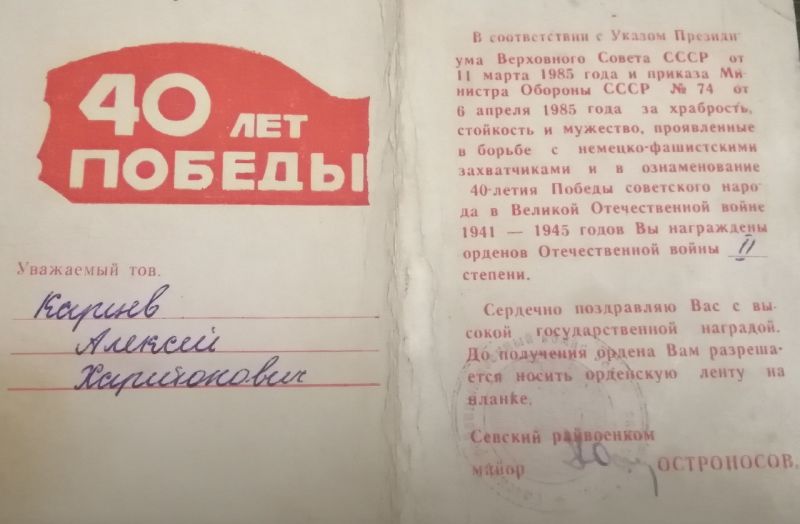 40 ЛЕТ
ПОБЕДЫ
Уважаемый тов.
Алексей
Харитонович
В соответствии с Указом Президи-
ума Верховного Совета СССР от
11 марта 1985 года и приказа Ми-
нистра Обороны СССР № 74 от
6 апреля 1985 года за храбрость,
стойкость и мужество, проявленные
в борьбе с немецко-фашистскими
захватчиками и в ознаменование
40-летия Победы советского наро-
да в Великой Отечественной войне
1941 — 1945 годов Вы награждены
орденов Отечественной войны II
степени.
Сердечно поздравляю Вас с вы-
сокой государственной наградой.
До получения ордена Вам разреша-
ется носить орденскую ленту на
планке.
Севский райвоенком
майор ОСТРОНОСОВ.